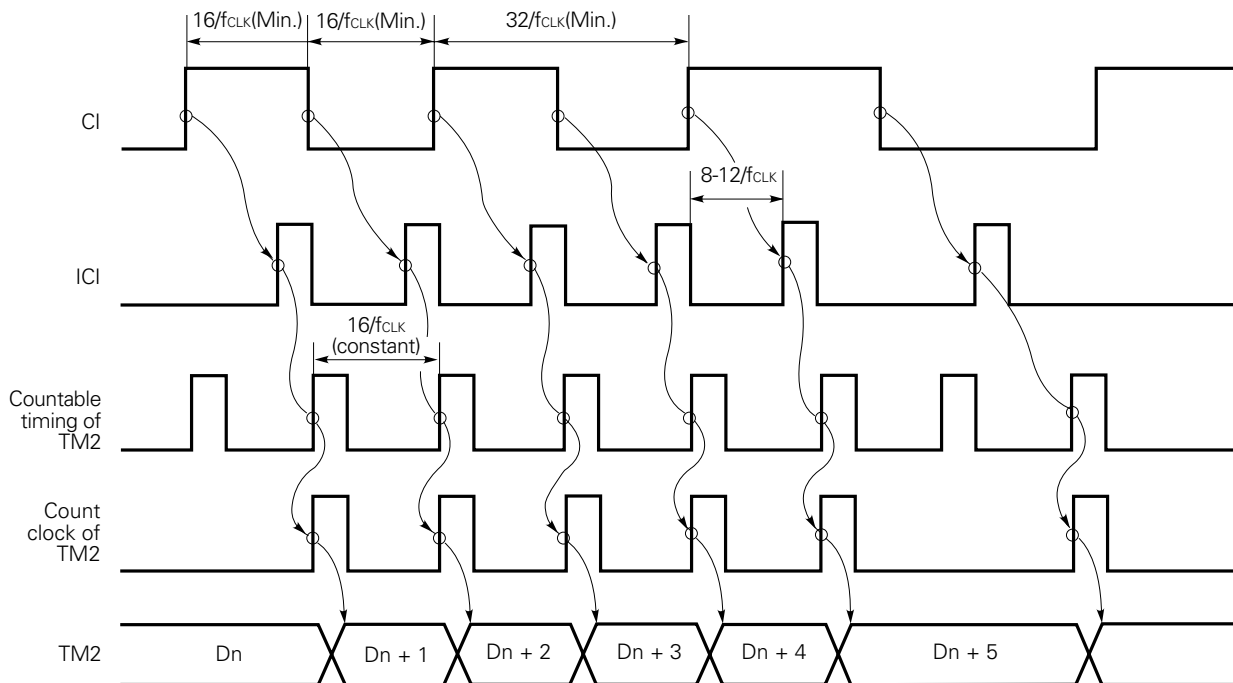 16/fCLK(Min.) 16/fCLK(Min.) 32/fCLK(Min.)
CI
8-12/fCLK
ICI
16/fCLK
(constant)
Countable
timing of
TM2
Count
clock of
TM2
TM2 Dn Dn + 1 Dn + 2 Dn + 3 Dn + 4 Dn + 5